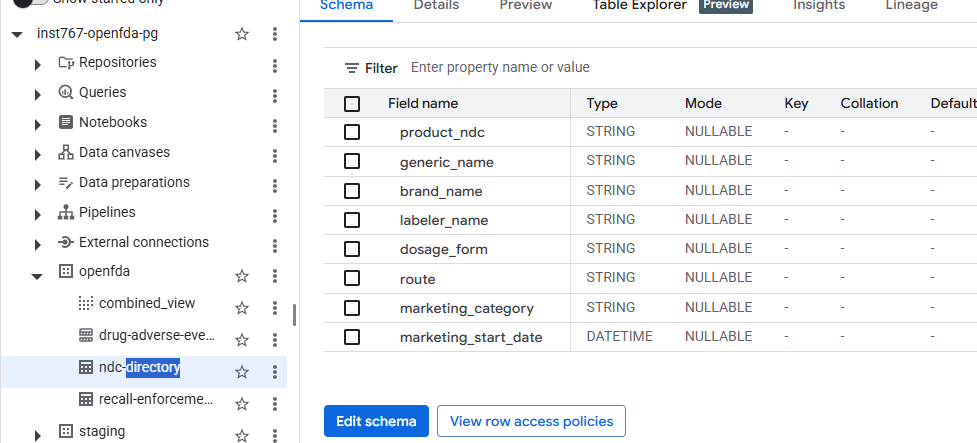 Show starred only
inst767-openfda-pg
Repositories
Queries
Notebooks
Data canvases
Data preparations
Pipelines
External connections
openfda
combined_view
drug-adverse-eve...
ndc-directory
recall-enforceme...
staging
Schema Details Preview Table Explorer Preview Insights Lineage
Filter Enter property name or value
Field name Type Mode Key Collation Default
product_ndc STRING NULLABLE - - -
generic_name STRING NULLABLE - - -
brand_name STRING NULLABLE - - -
labeler_name STRING NULLABLE - - -
dosage_form STRING NULLABLE - - -
route STRING NULLABLE - - -
marketing_category STRING NULLABLE - - -
marketing_start_date DATETIME NULLABLE - - -
Edit schema View row access policies